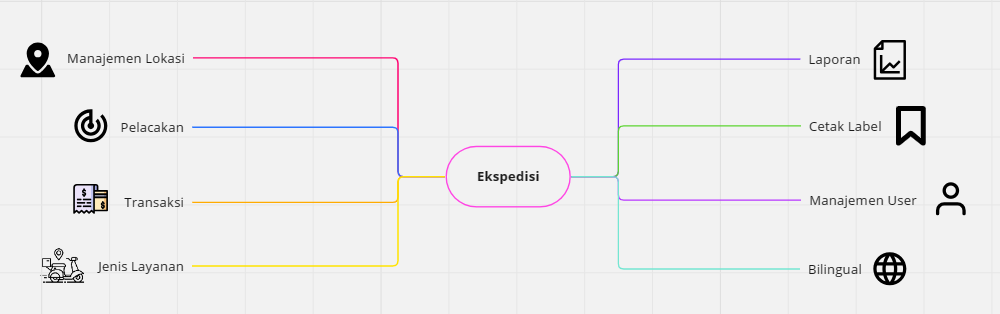 Manajemen Lokasi
Pelacakan
Transaksi
Jenis Layanan
Ekspedisi
Laporan
Cetak Label
Manajemen User
Bilingual
$
$